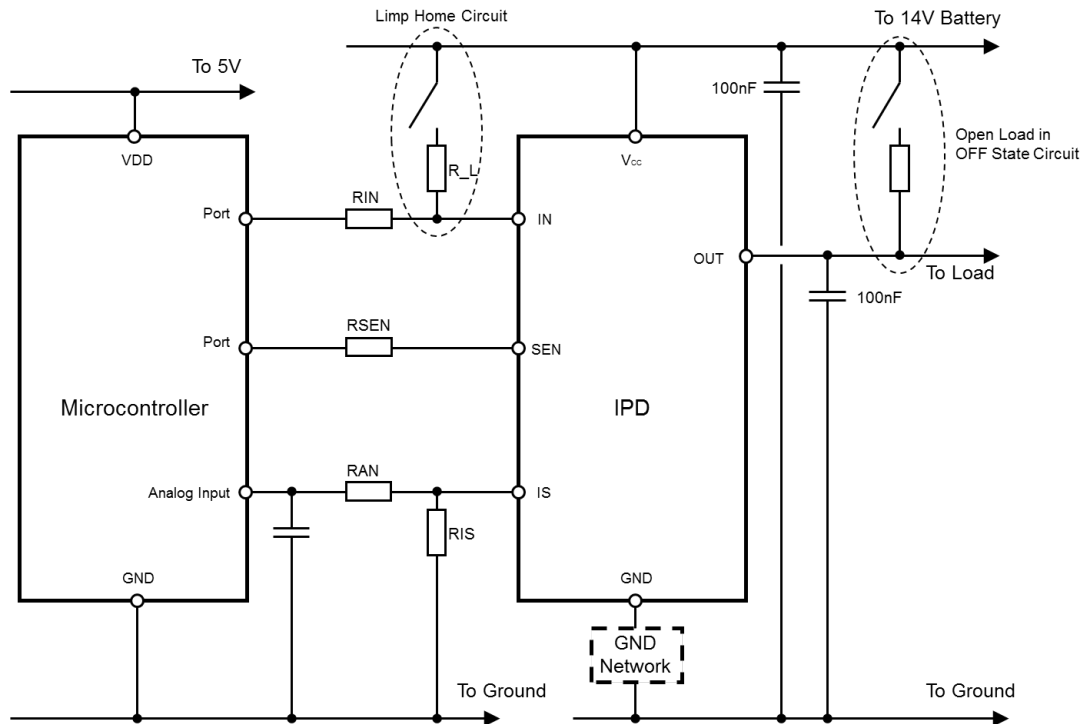 Limp Home Circuit
To 14V Battery
To 5V
100nF
VDD
Vcc
Open Load in
OFF State Circuit
R_L
Port
RIN
IN
OUT
To Load
100nF
Port
RSEN
SEN
Microcontroller
IPD
RAN
Analog Input
IS
RIS
GND
GND
GND
Network
To Ground
To Ground